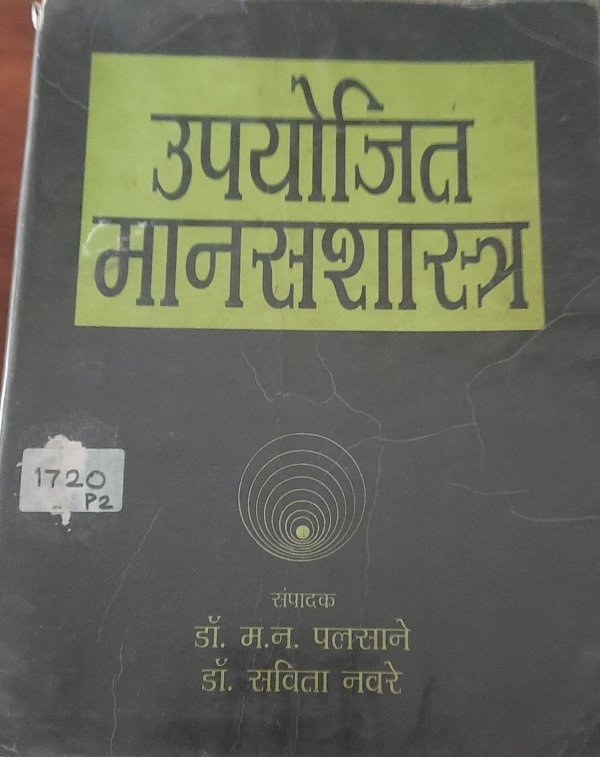 उपयोजित
मानसशास्त्र
1720
P2
संपादक
डॉ. म.न. पलसाने
डॉ. सविता नवरे